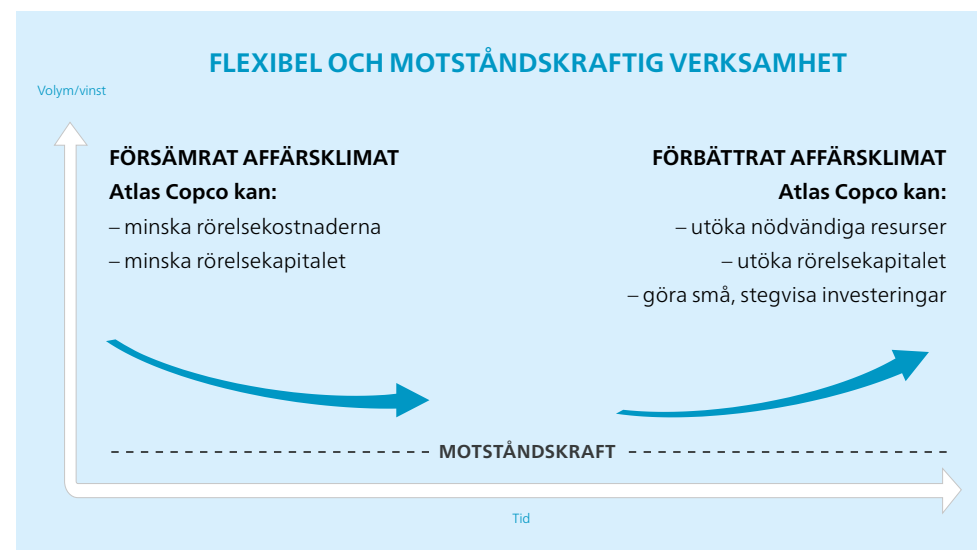 FLEXIBEL OCH MOTSTÅNDSKRAFTIG VERKSAMHET
Volym/vinst
FÖRSÄMRAT AFFÄRSKLIMAT
Atlas Copco kan:
– minska rörelsekostnaderna
– minska rörelsekapitalet
FÖRBÄTTRAT AFFÄRSKLIMAT
Atlas Copco kan:
– utöka nödvändiga resurser
– utöka rörelsekapitalet
– göra små, stegvisa investeringar
MOTSTÅNDSKRAFT
Tid